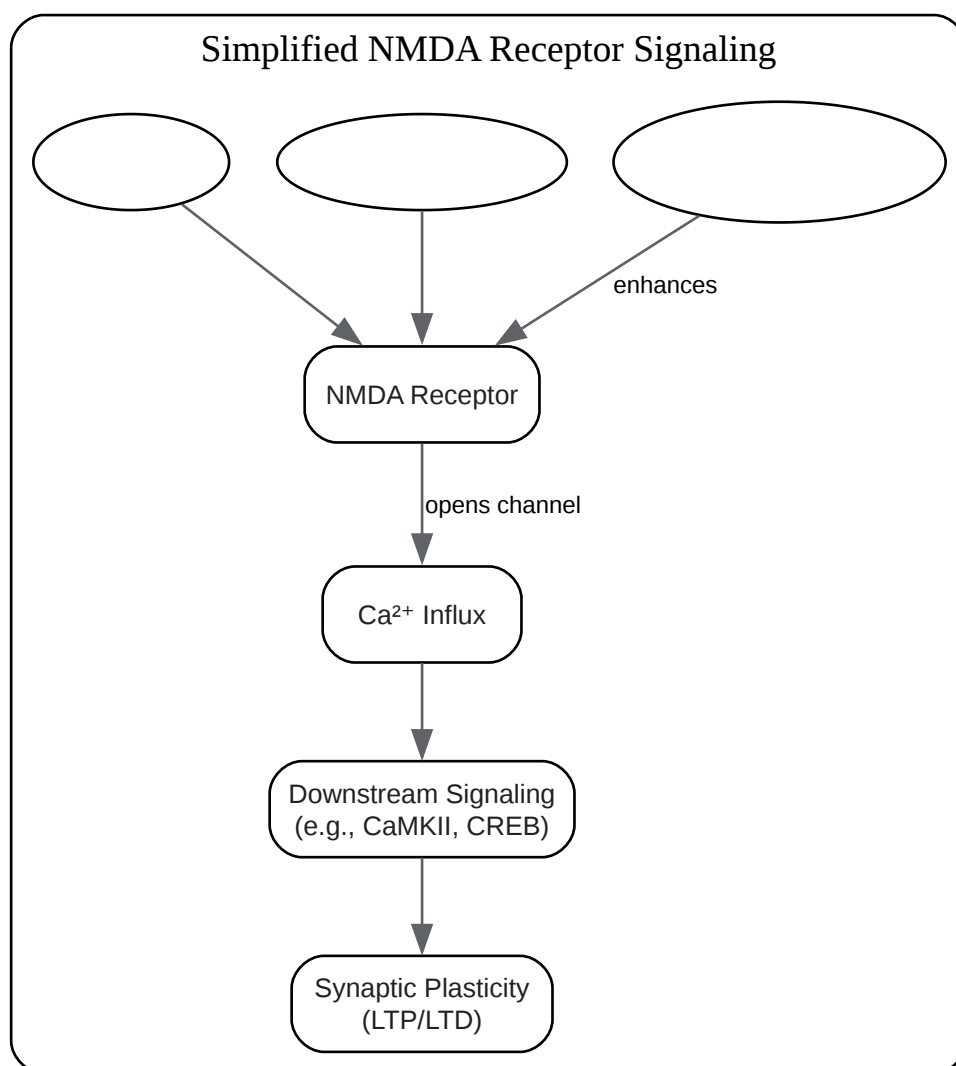 Simplified NMDA Receptor Signaling
enhances
NMDA Receptor
opens channel
Ca²⁺ Influx
Downstream Signaling
(e.g., CaMKII, CREB)
Synaptic Plasticity
(LTP/LTD)